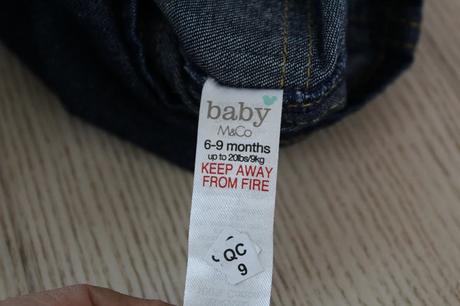 baby
M&Co
6-9 months
up to 20lbs/9kg
KEEP AWAY
FROM FIRE
QC
9